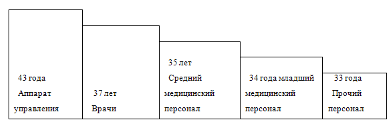 43 года
Аппарат
управления
37 лет
Врачи
35 лет
Средний
медицинский
персонал
34 года младший
медицинский
персонал
33 года
Прочий
персонал